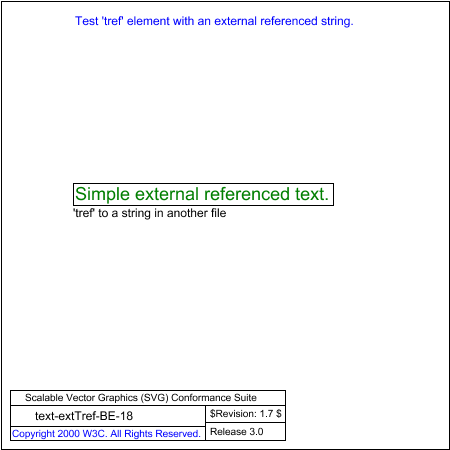 Test 'tref' element with an external referenced string.
Simple external referenced text.
'tref' to a string in another file
Scalable Vector Graphics (SVG) Conformance Suite
text-extTref-BE-18
$Revision: 1.7 $
Copyright 2000 W3C. All Rights Reserved.
Release 3.0